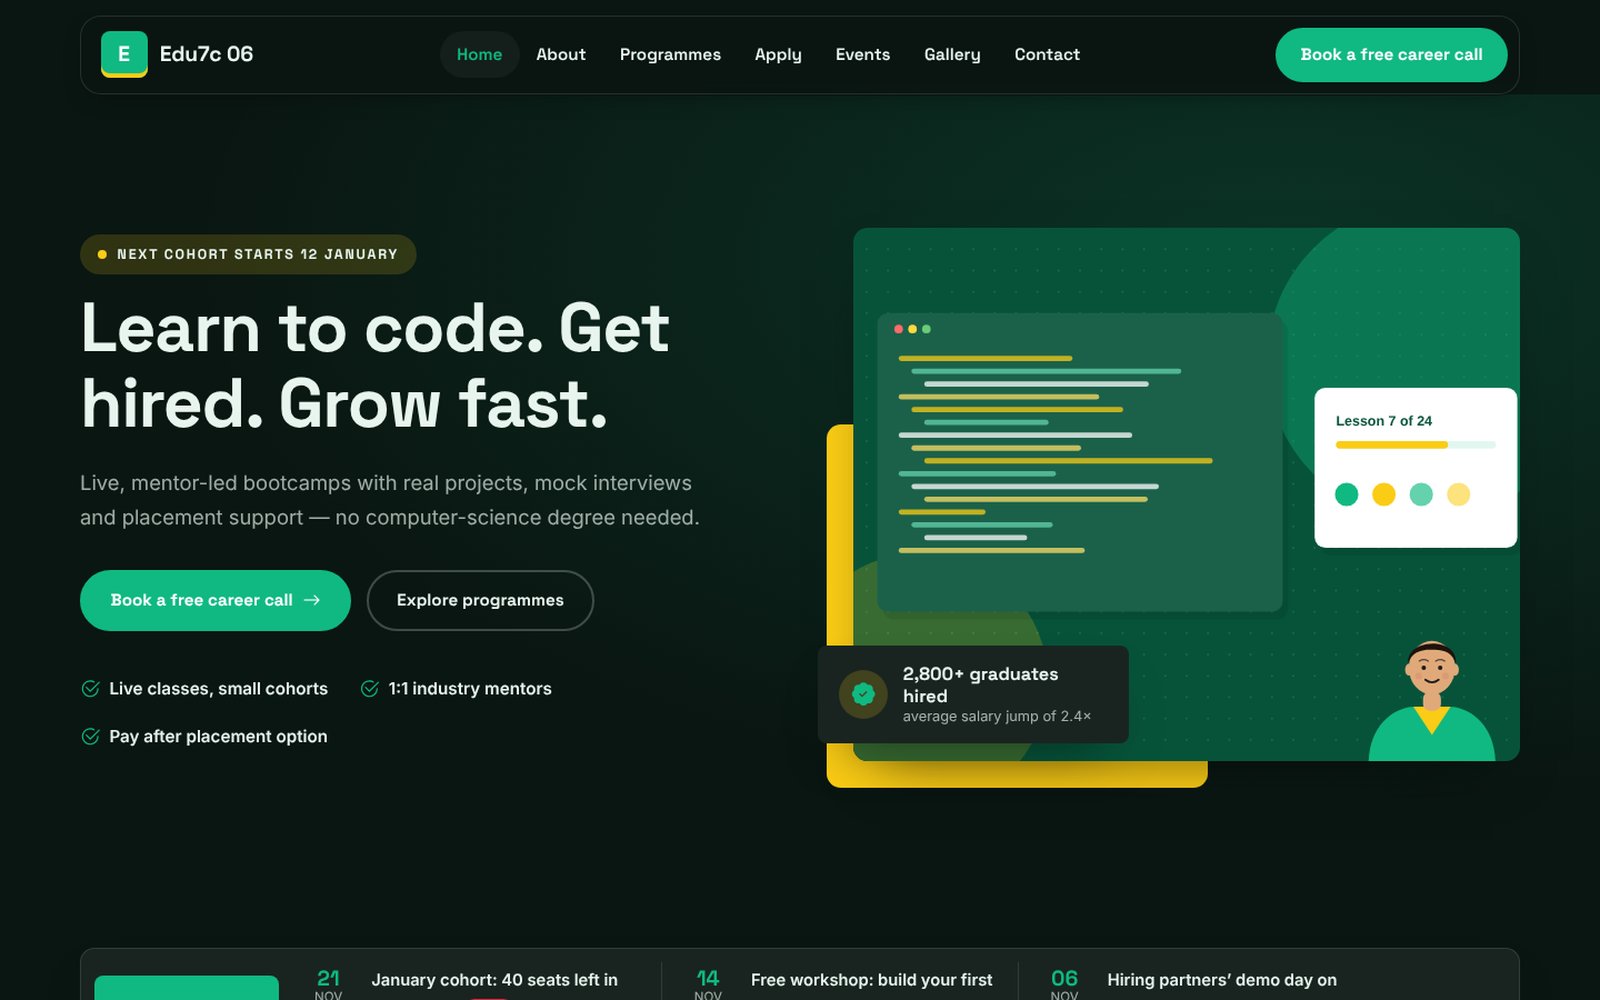 E
Edu7c 06
Home
About
Programmes
Apply
Events
Gallery
Contact
Book a free career call
NEXT COHORT STARTS 12 JANUARY
Learn to code. Get
hired. Grow fast.
Live, mentor-led bootcamps with real projects, mock interviews
and placement support — no computer-science degree needed.
Book a free career call →
Explore programmes
Live classes, small cohorts
1:1 industry mentors
Pay after placement option
Lesson 7 of 24
2,800+ graduates
hired
average salary jump of 2.4×
21
NOV
January cohort: 40 seats left in
14
NOV
Free workshop: build your first
06
NOV
Hiring partners’ demo day on